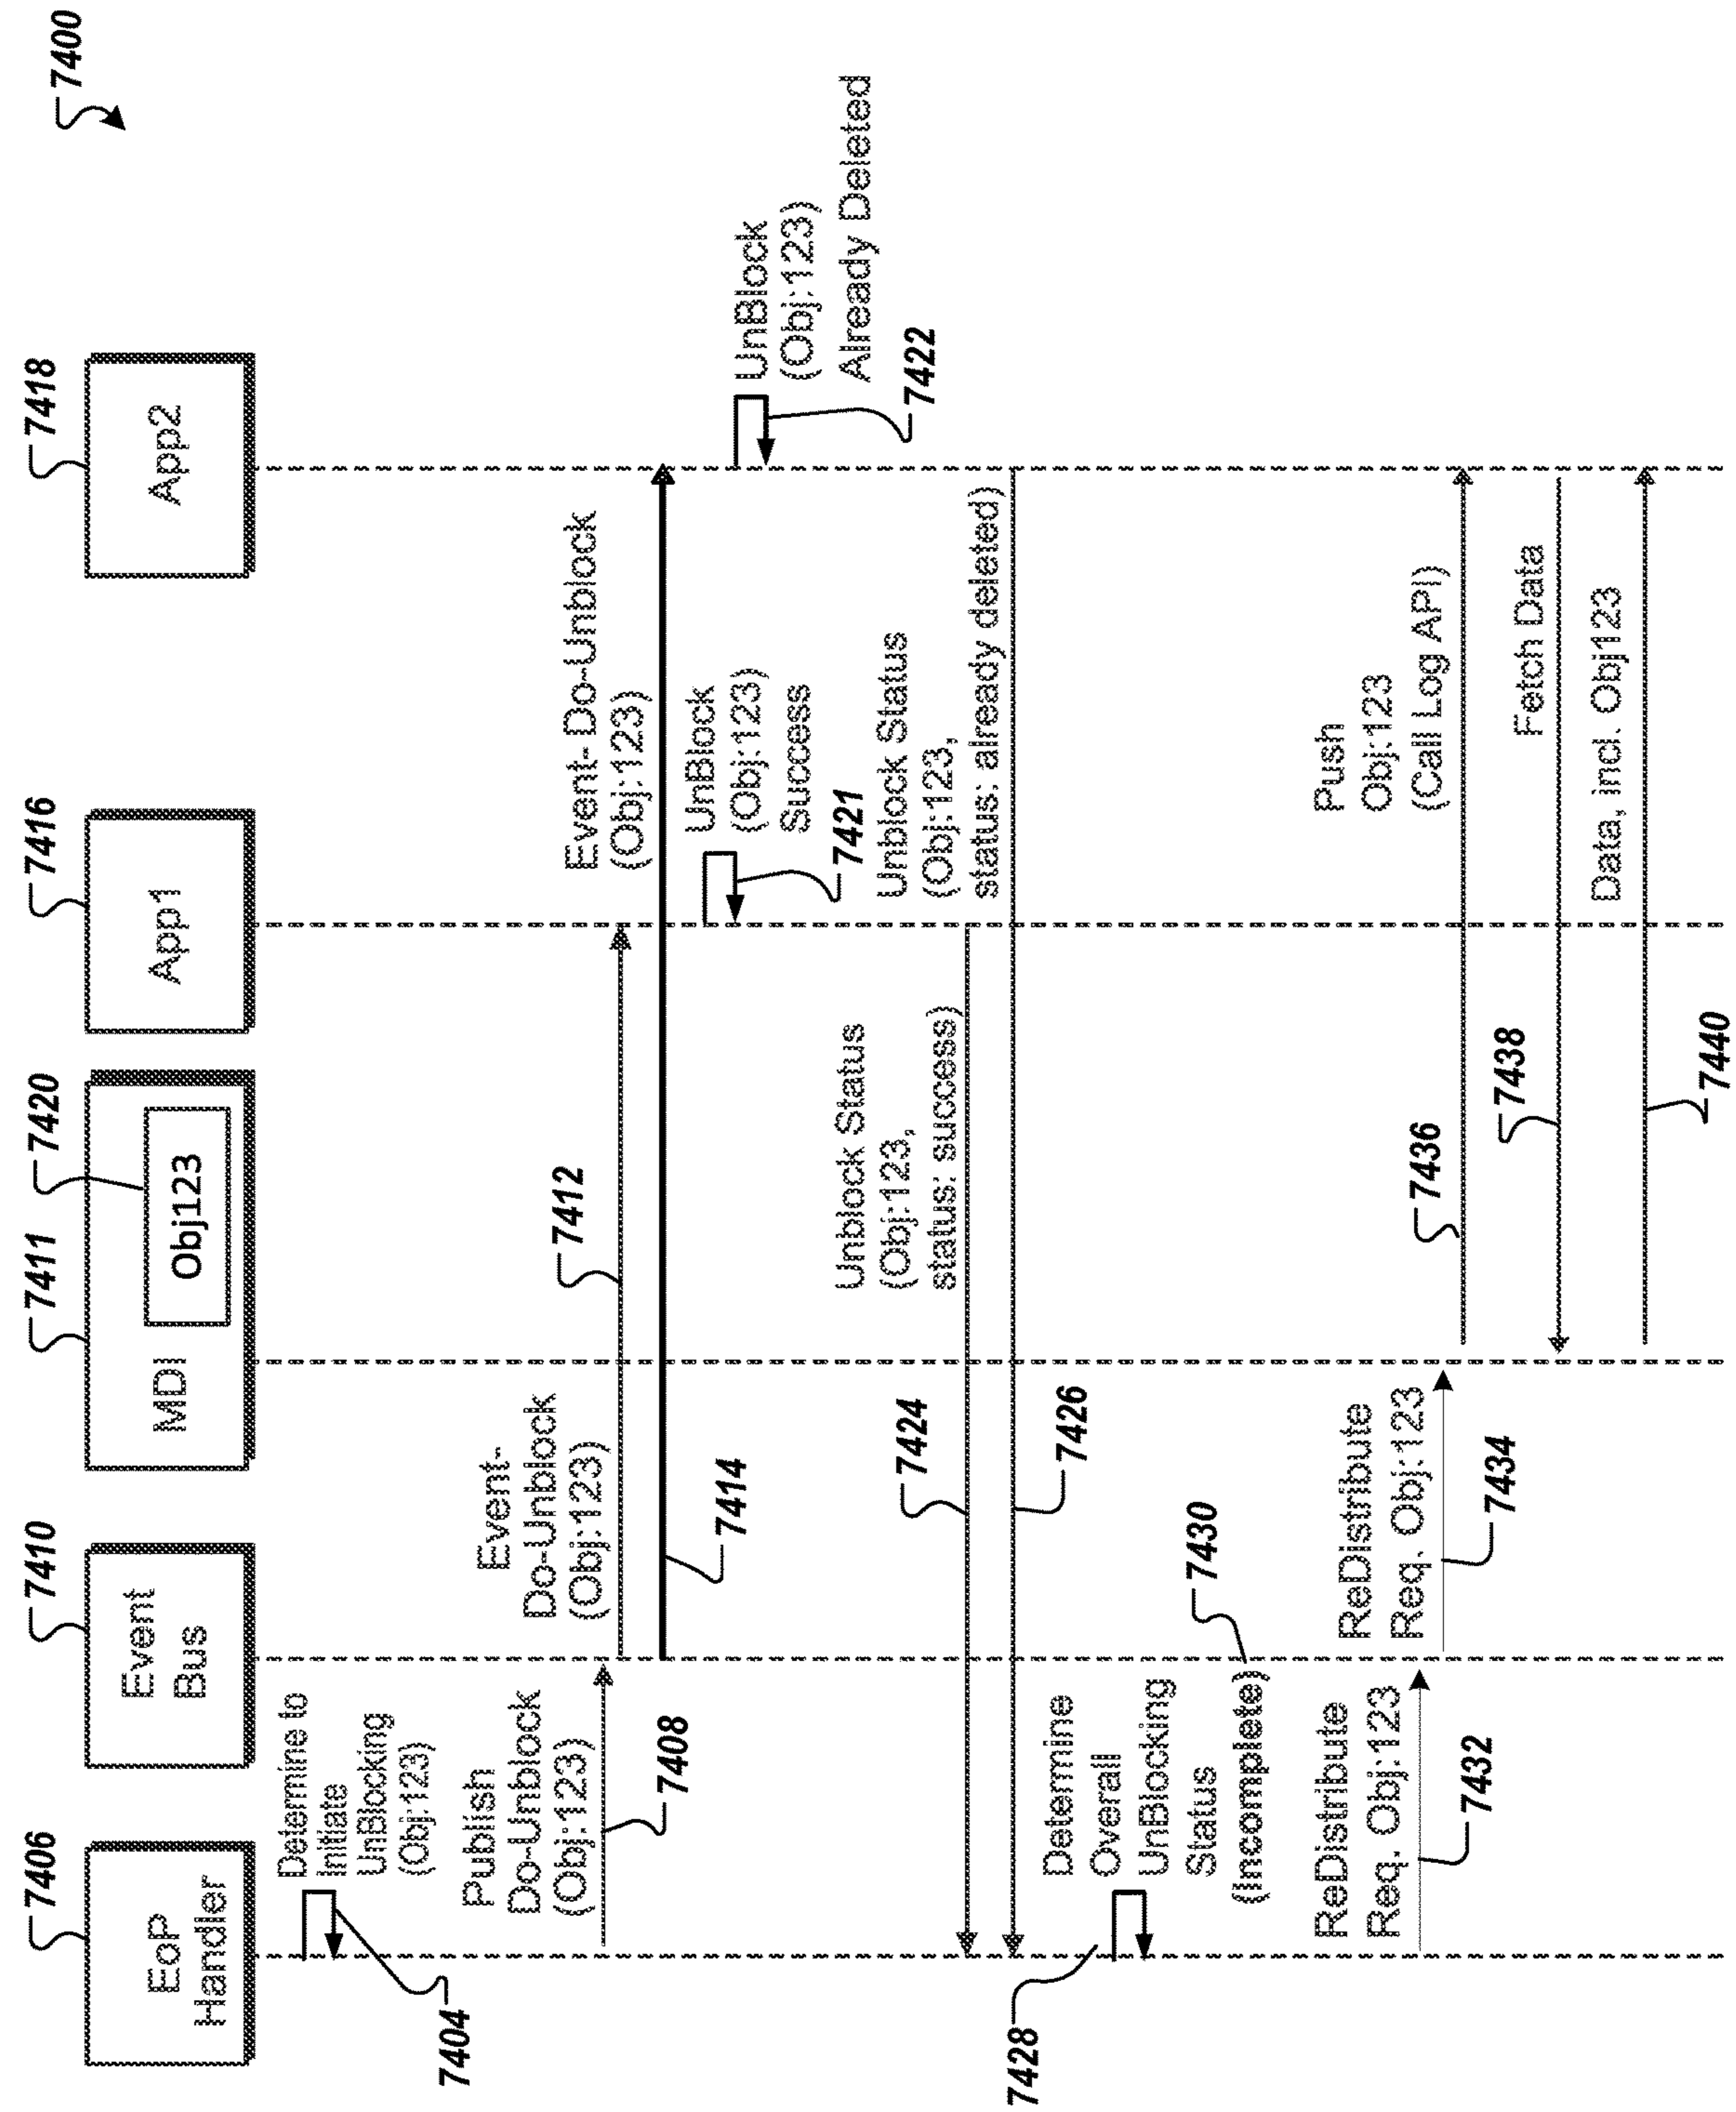 7400
7406
EoP
Handler
7410
Event
Bus
7411
MDI
7420
Obj123
7416
App1
7418
App2
Determine to
Initiate
UnBlocking
(Obj:123)
7404
Publish
Do-Unblock
(Obj:123)
7408
Event-
Do-Unblock
(Obj:123)
7412
Event- Do-Unblock
(Obj:123)
7414
UnBlock
(Obj:123)
Success
7421
UnBlock
(Obj:123)
Already Deleted
7422
Unblock Status
(Obj:123,
status: success)
7424
Unblock Status
(Obj:123,
status: already deleted)
7426
7428
Determine
Overall
UnBlocking
Status
(Incomplete)
7430
ReDistribute
Req. Obj:123
7432
ReDistribute
Req. Obj:123
7434
Push
Obj:123
(Call Log API)
7436
Fetch Data
7438
Data, incl. Obj123
7440